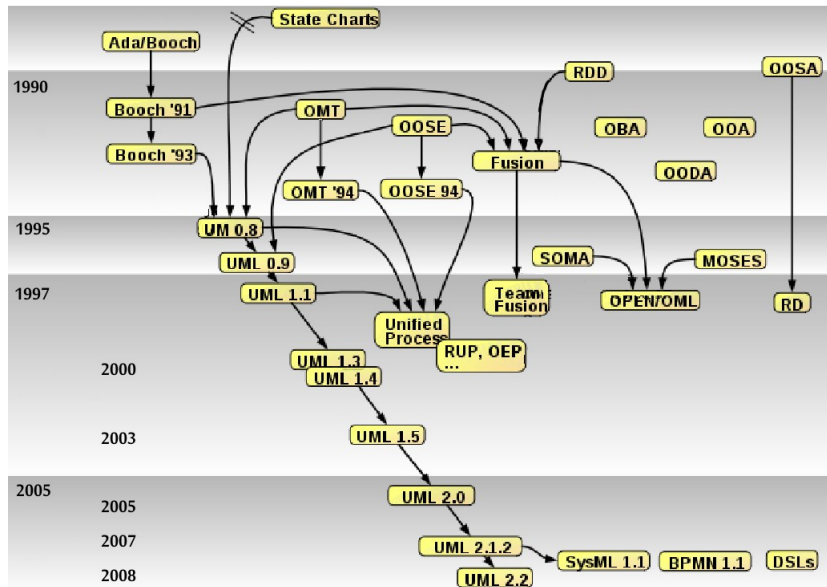 State Charts
Ada/Booch
OOSA
RDD
1990
Booch '91
OMT
OOSE
OBA
OOA
Booch '93
Fusion
OODA
OMT '94
OOSE 94
1995
UM 0.8
UML 0.9
SOMA
MOSES
1997
UML 1.1
Team
Fusion
OPEN/OML
RD
Unified
Process
RUP, OEP
...
UML 1.3
2000
UML 1.4
2003
UML 1.5
2005
UML 2.0
2005
2007
UML 2.1.2
SysML 1.1
BPMN 1.1
DSLs
2008
UML 2.2